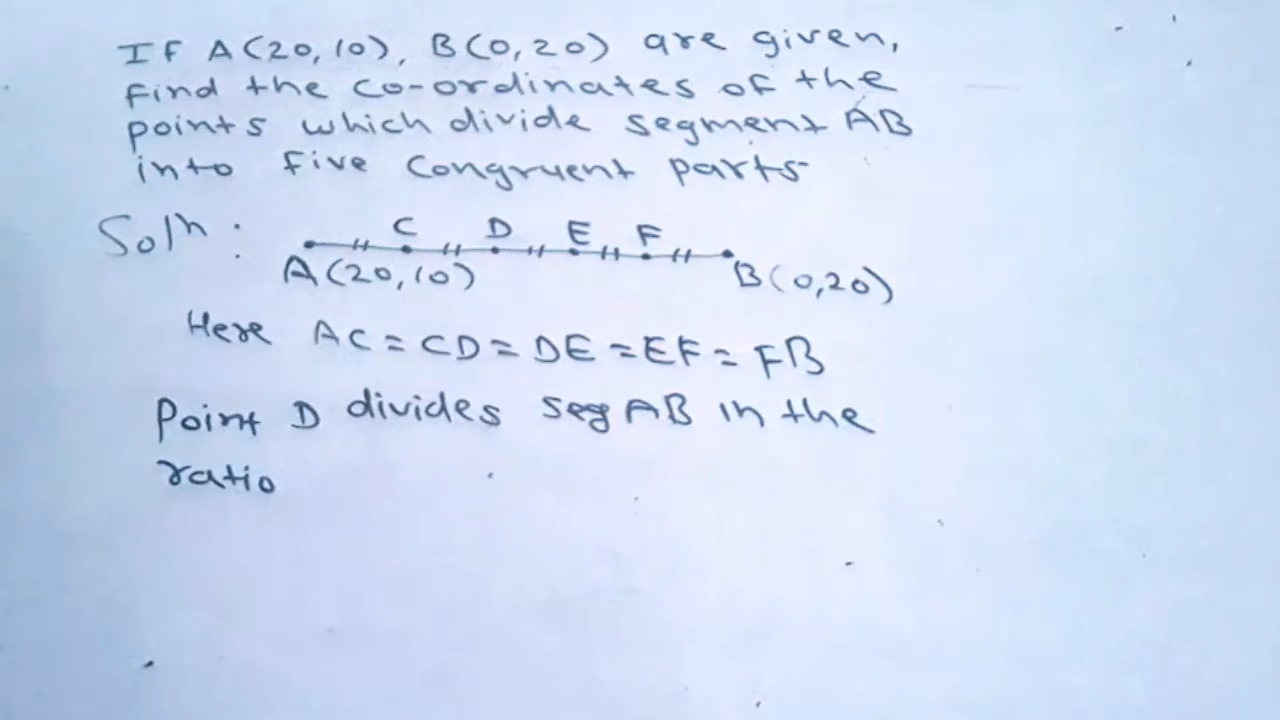 IF A(20,10), B(0,20) are given,
find the co-ordinates of the
points which divide segment AB
into five congruent parts
Soln :
C D E F
A(20,10) B(0,20)
Here AC = CD = DE = EF = FB
Point D divides seg AB in the
ratio